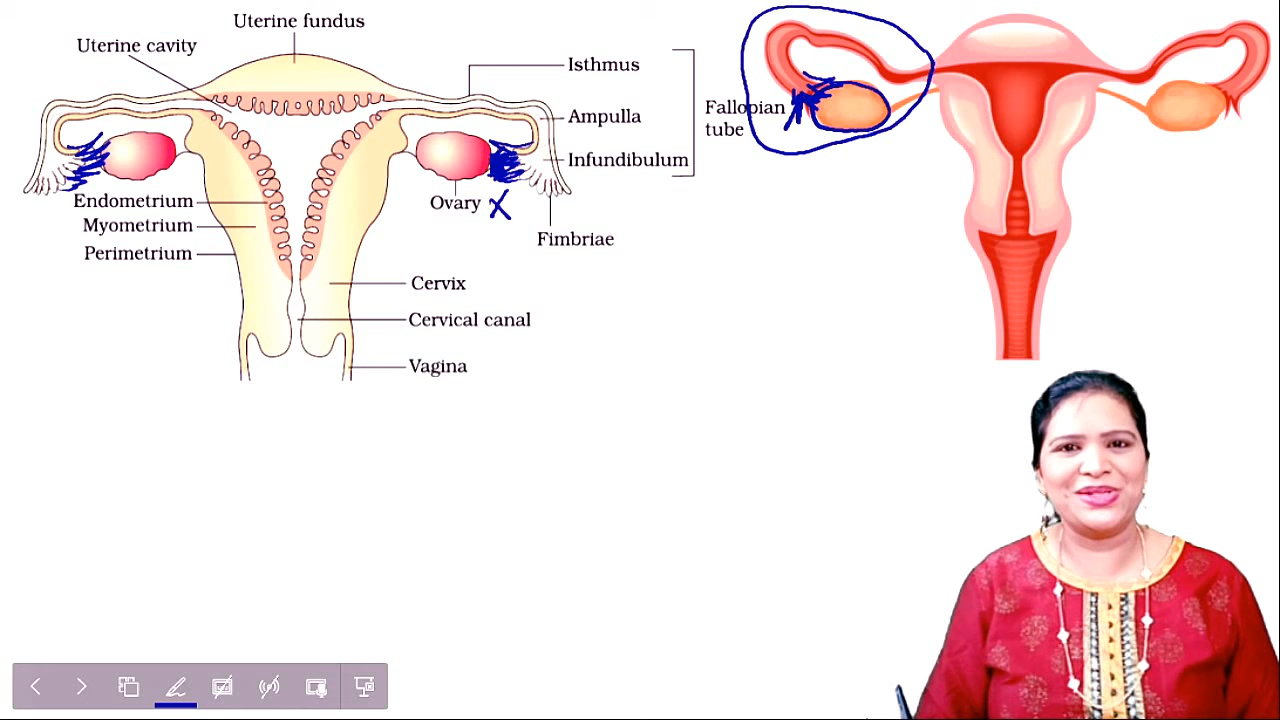 Uterine fundus
Uterine cavity
Isthmus
Ampulla
Fallopian
tube
Infundibulum
Endometrium
Ovary
Myometrium
Fimbriae
Perimetrium
Cervix
Cervical canal
Vagina